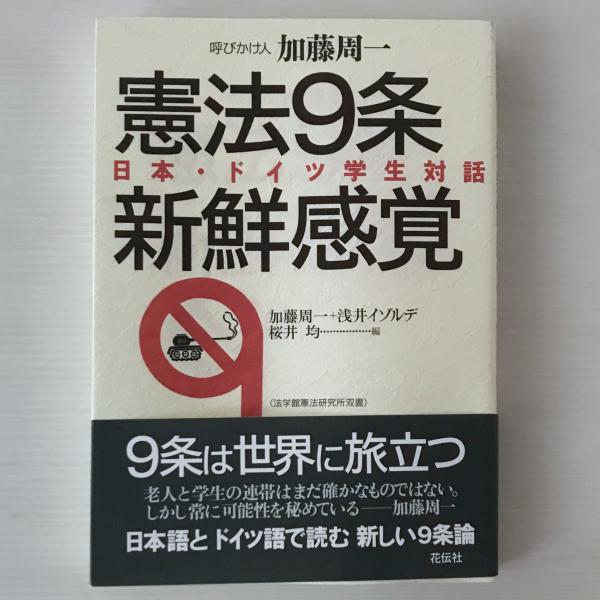 呼びかけ人 加藤周一
憲法9条
日本・ドイツ学生対話
新鮮感覚
加藤周一+浅井イゾルデ
桜井 均………………編
〈法学館憲法研究所双書〉
9条は世界に旅立つ
老人と学生の連帯はまだ確かなものではない。
しかし常に可能性を秘めている——加藤周一
日本語とドイツ語で読む 新しい9条論
花伝社